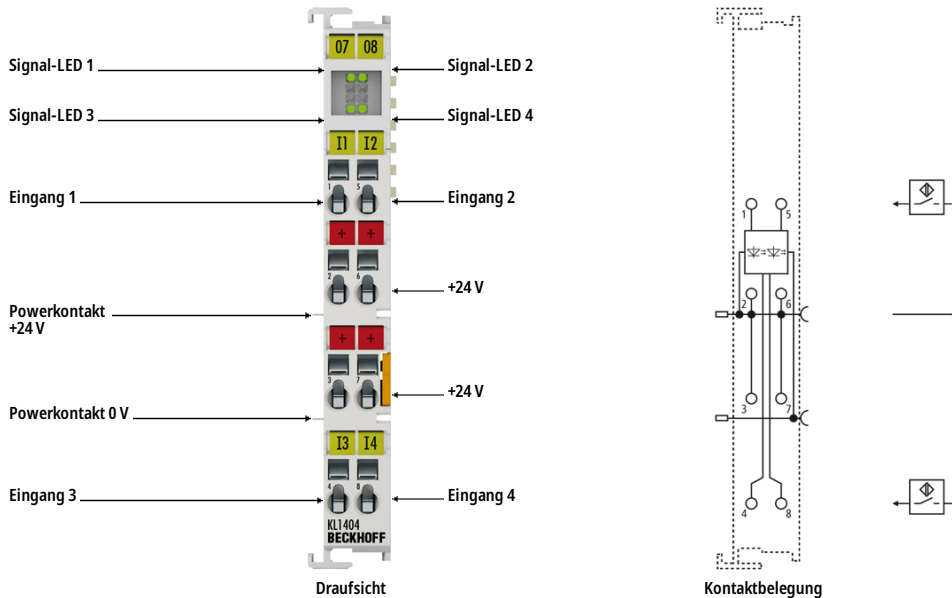 07 08
Signal-LED 1
Signal-LED 2
Signal-LED 3
Signal-LED 4
I1 I2
1 5
Eingang 1
Eingang 2
+ +
2 6
+24 V
Powerkontakt
+24 V
+ +
3 7
+24 V
Powerkontakt 0 V
I3 I4
4 8
Eingang 3
Eingang 4
KL1404
BECKHOFF
Draufsicht
1 5
2 6
3 7
4 8
Kontaktbelegung